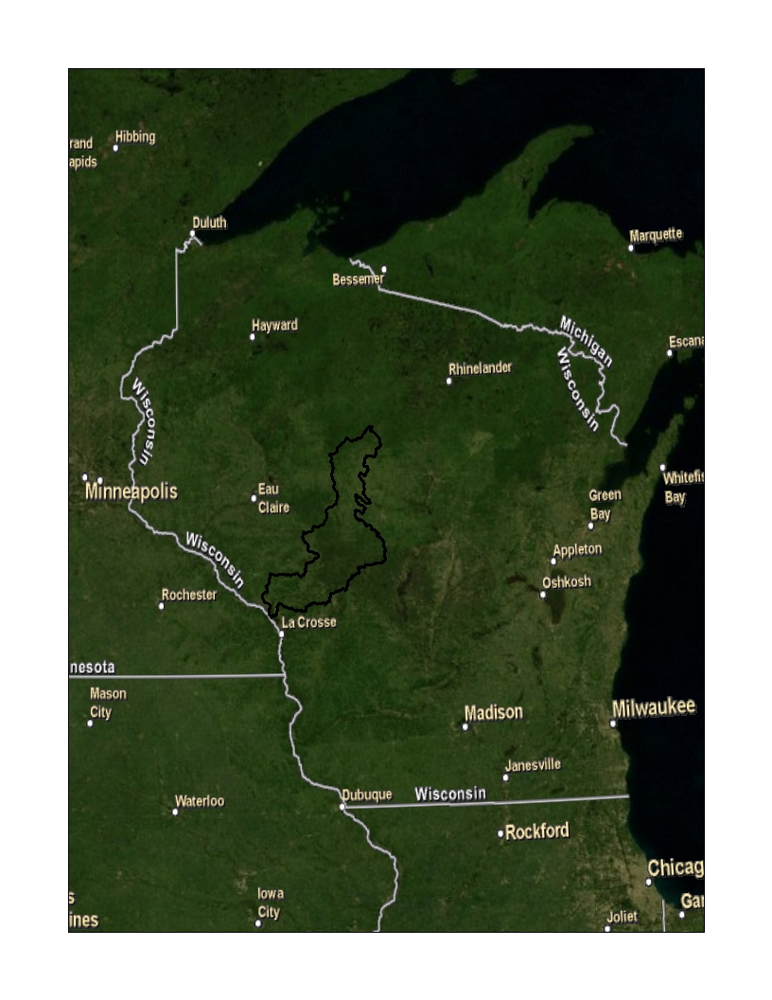 Hibbing
rand
apids
Duluth
Marquette
Bessemer
Hayward
Michigan
Wisconsin
Escana
Rhinelander
Wisconsin
Minneapolis
Eau
Claire
Whitefis
Bay
Green
Bay
Wisconsin
Appleton
Oshkosh
Rochester
La Crosse
nesota
Mason
City
Madison
Milwaukee
Janesville
Wisconsin
Dubuque
Waterloo
Rockford
Chicag
Iowa
City
s
ines
Gar
Joliet